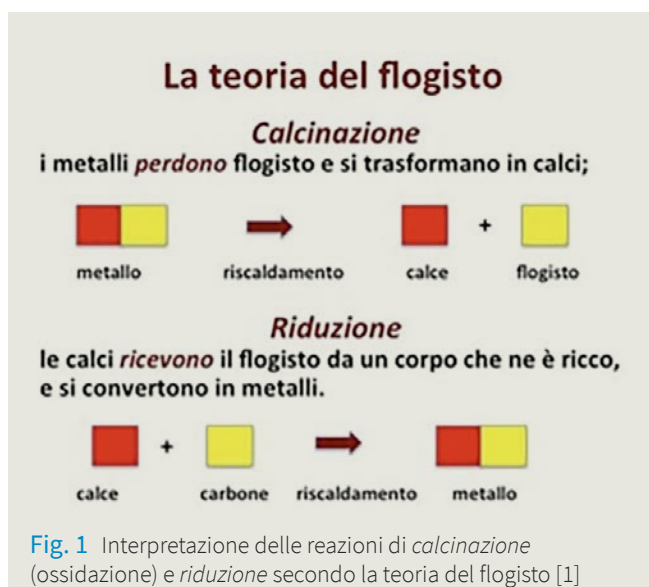 La teoria del flogisto
Calcinazione
i metalli perdono flogisto e si trasformano in calci;
+
metallo riscaldamento calce flogisto
Riduzione
le calci ricevono il flogisto da un corpo che ne è ricco,
e si convertono in metalli.
+
calce carbone riscaldamento metallo
Fig. 1 Interpretazione delle reazioni di calcinazione
(ossidazione) e riduzione secondo la teoria del flogisto [1]